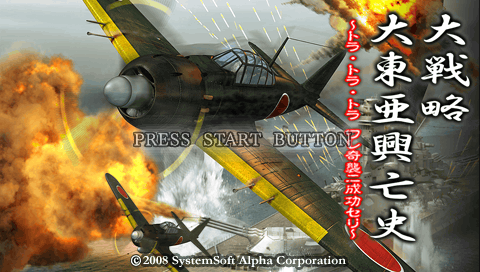 大戦略
大東亜興亡史
～トラ・トラ・トラ ワレ奇襲ニ成功セリ～
PRESS START BUTTON
©2008 SystemSoft Alpha Corporation